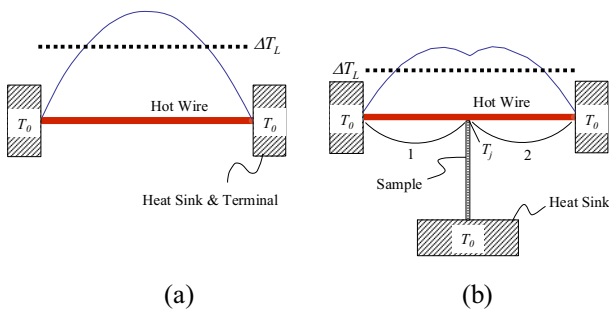 ΔT_L
Hot Wire
T_0
T_0
Heat Sink & Terminal
(a)
ΔT_L
Hot Wire
T_0
T_0
1
T_j
2
Sample
Heat Sink
T_0
(b)